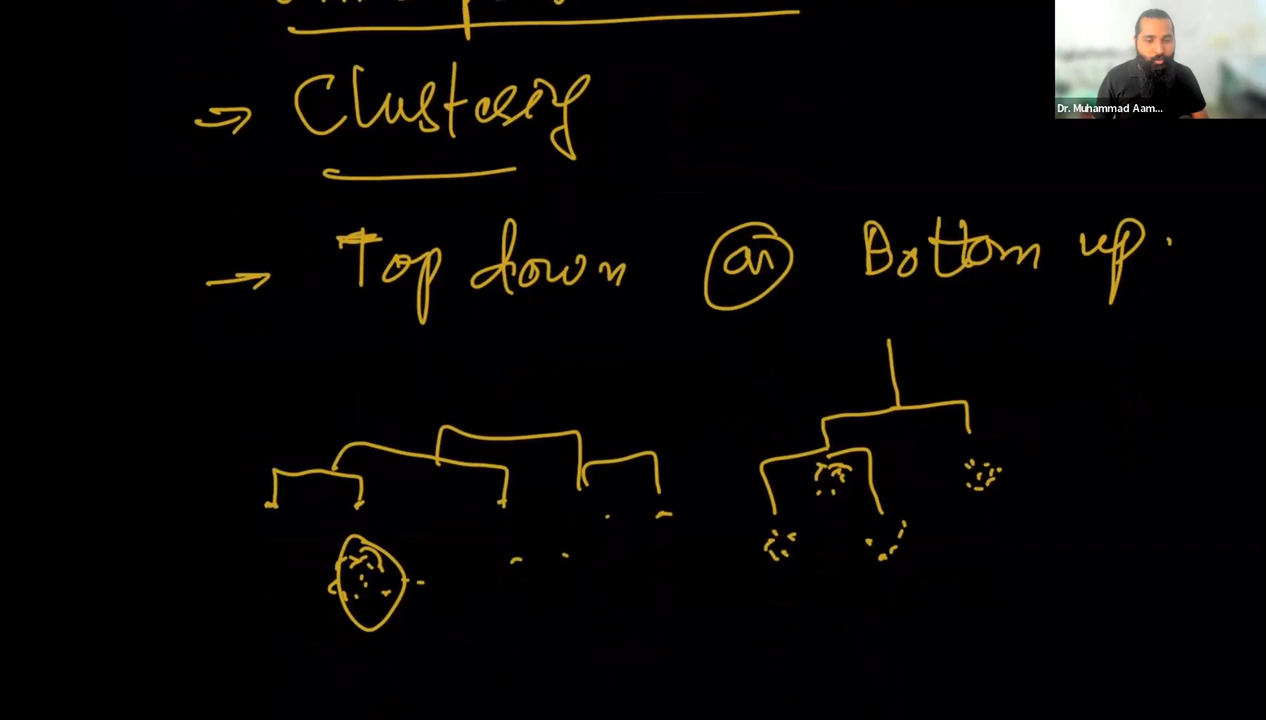 → Clustering
→ Top down or Bottom up.
Dr. Muhammad Aam...